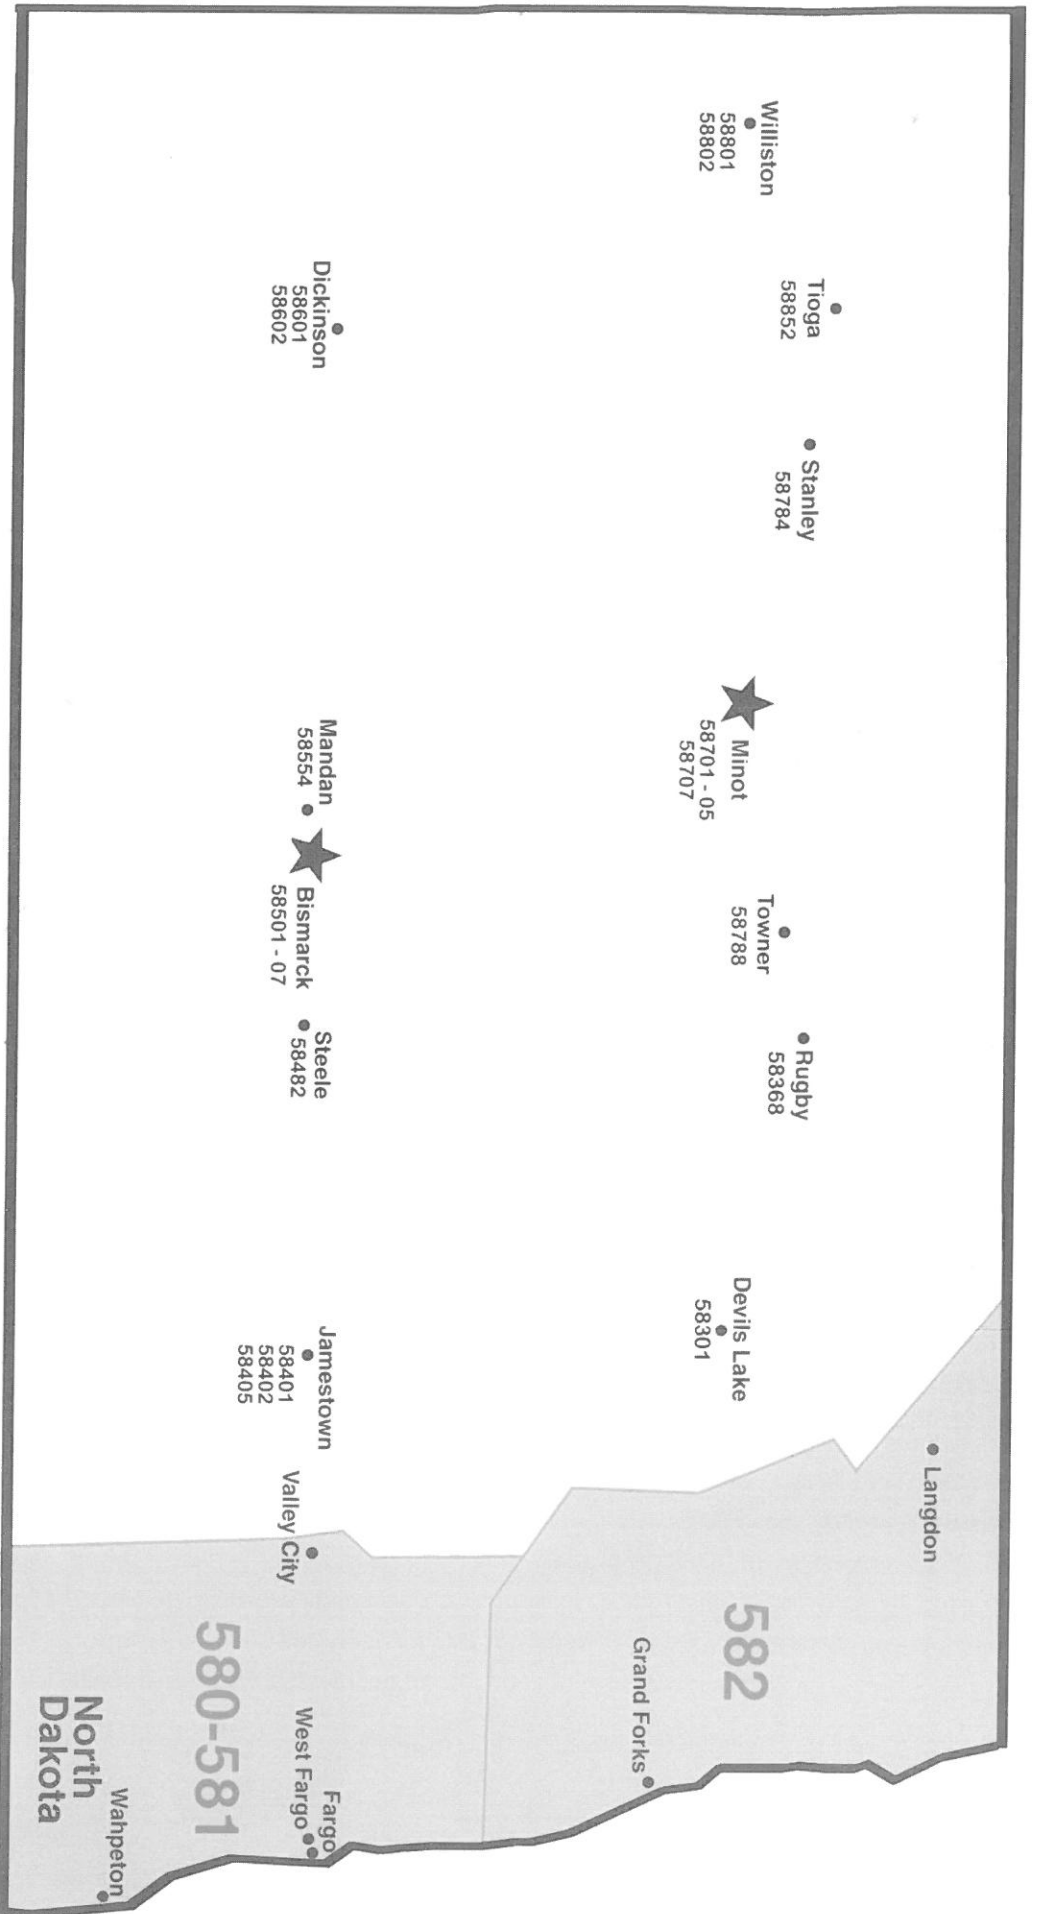 Langdon
Williston
58801
58802
Tioga
58852
Stanley
58784
Minot
58701 - 05
58707
Towner
58788
Rugby
58368
Devils Lake
58301
582
Grand Forks
Dickinson
58601
58602
Mandan
58554
Bismarck
58501 - 07
Steele
58482
Jamestown
58401
58402
58405
Valley City
Fargo
West Fargo
580-581
Wahpeton
North
Dakota